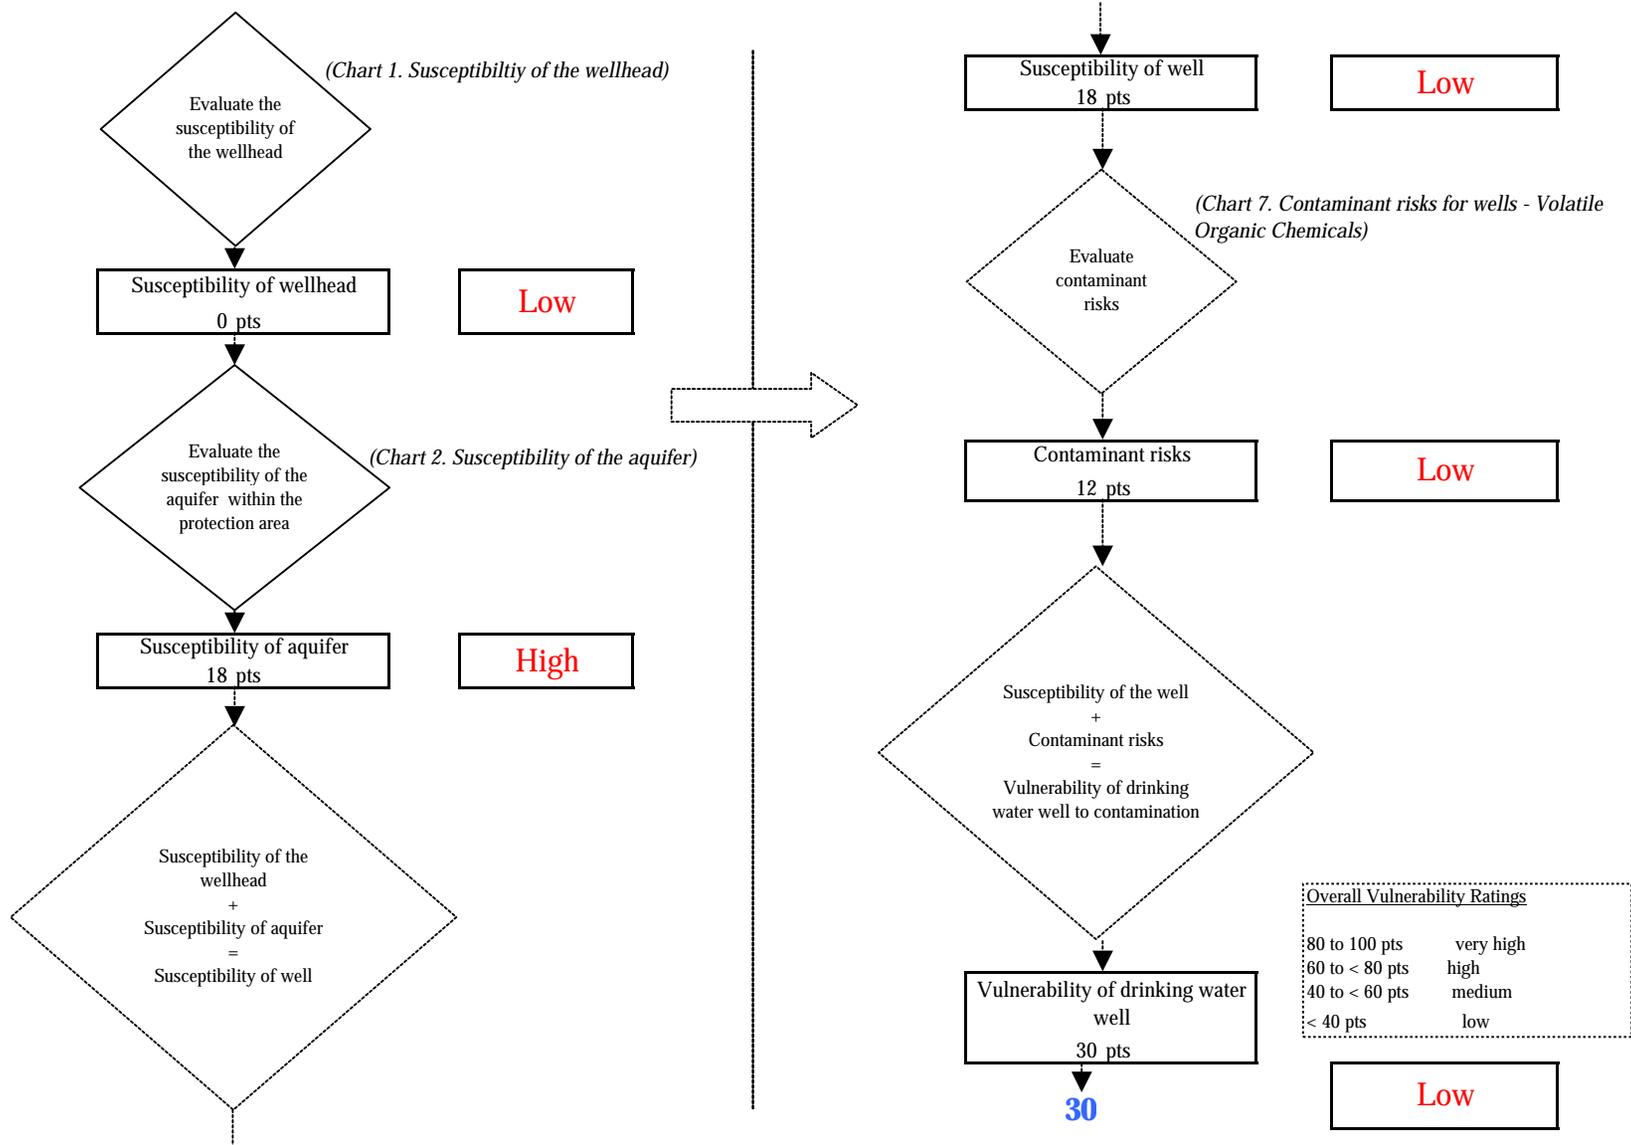 (Chart 1. Susceptibiltiy of the wellhead)
Evaluate the
susceptibility of
the wellhead
Susceptibility of wellhead
0 pts
Low
Evaluate the
susceptibility of the
aquifer within the
protection area
(Chart 2. Susceptibility of the aquifer)
Susceptibility of aquifer
18 pts
High
Susceptibility of the
wellhead
+
Susceptibility of aquifer
=
Susceptibility of well
Susceptibility of well
18 pts
Low
(Chart 7. Contaminant risks for wells - Volatile
Organic Chemicals)
Evaluate
contaminant
risks
Contaminant risks
12 pts
Low
Susceptibility of the well
+
Contaminant risks
=
Vulnerability of drinking
water well to contamination
Overall Vulnerability Ratings
80 to 100 pts very high
60 to < 80 pts high
40 to < 60 pts medium
< 40 pts low
Vulnerability of drinking water
well
30 pts
30
Low